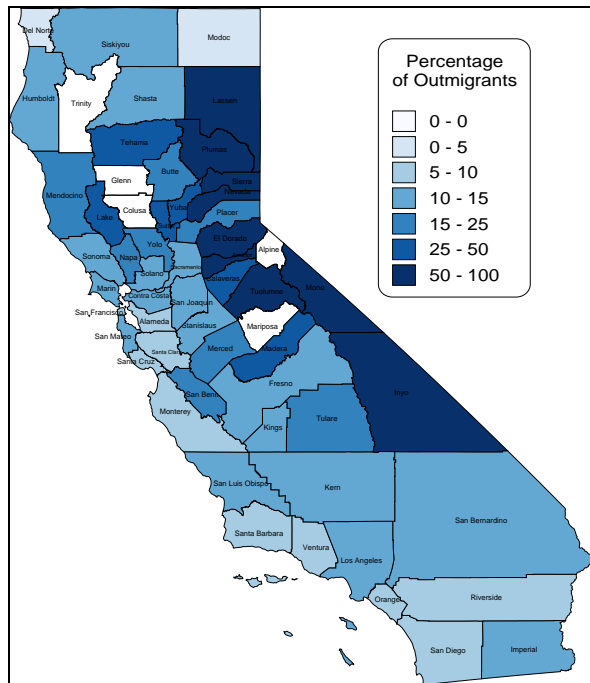 Percentage
of Outmigrants
0 - 0
0 - 5
5 - 10
10 - 15
15 - 25
25 - 50
50 - 100
Del Norte
Siskiyou
Modoc
Humboldt
Trinity
Shasta
Lassen
Tehama
Plumas
Butte
Glenn
Sierra
Nevada
Mendocino
Colusa
Yuba
Lake
Placer
El Dorado
Yolo
Alpine
Sonoma
Napa
Sacramento
Solano
Calaveras
Mono
Marin
Contra Costa
San Joaquin
Tuolumne
San Francisco
Alameda
Stanislaus
Mariposa
San Mateo
Santa Clara
Merced
Madera
Santa Cruz
Fresno
San Beni
Inyo
Monterey
Kings
Tulare
San Luis Obispo
Kern
San Bernardino
Santa Barbara
Ventura
Los Angeles
Orange
Riverside
San Diego
Imperial